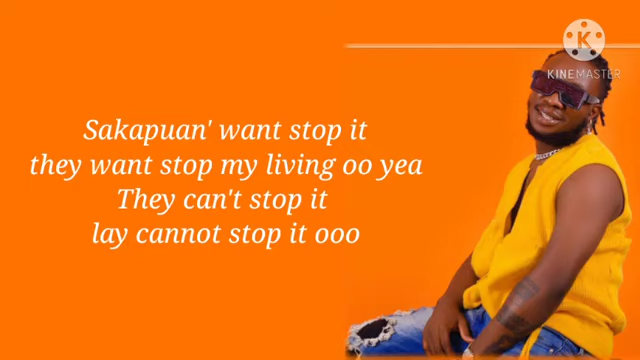 K
KINEMASTER
Sakapuan' want stop it
they want stop my living oo yea
They can't stop it
lay cannot stop it ooo